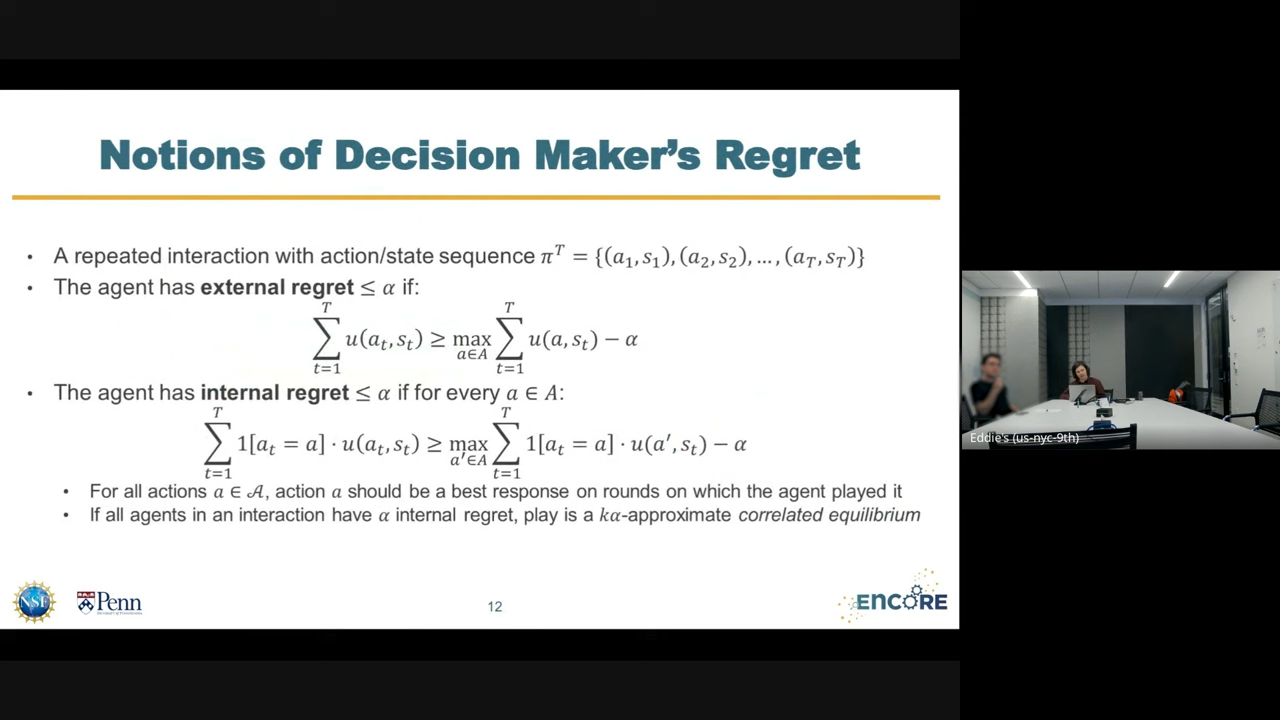 Notions of Decision Maker's Regret
• A repeated interaction with action/state sequence π^T = {(a_1, s_1), (a_2, s_2), … , (a_T, s_T)}
• The agent has external regret ≤ α if:
∑_{t=1}^{T} u(a_t, s_t) ≥ max_{a∈A} ∑_{t=1}^{T} u(a, s_t) − α
• The agent has internal regret ≤ α if for every a ∈ A:
∑_{t=1}^{T} 1[a_t = a] · u(a_t, s_t) ≥ max_{a′∈A} ∑_{t=1}^{T} 1[a_t = a] · u(a′, s_t) − α
• For all actions a ∈ 𝒜, action a should be a best response on rounds on which the agent played it
• If all agents in an interaction have α internal regret, play is a kα-approximate correlated equilibrium
Eddie's (us-nyc-9th)
NSF
Penn
12
ENCORE